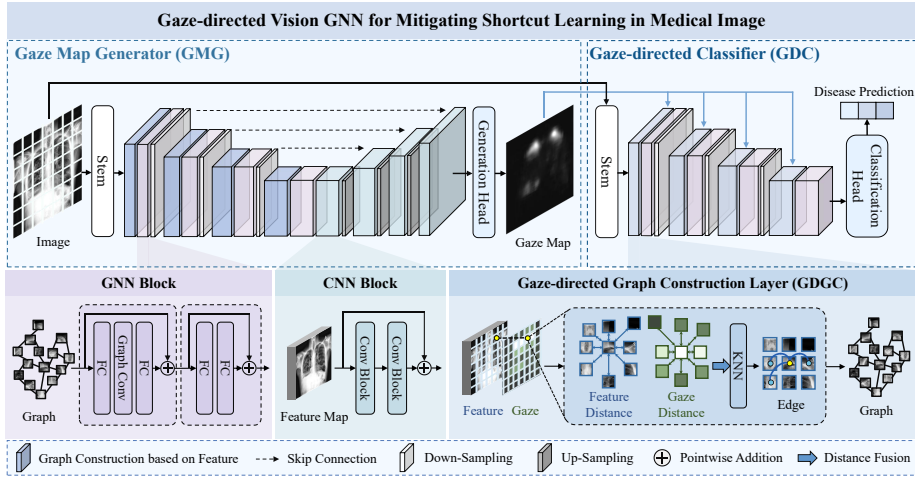 Gaze-directed Vision GNN for Mitigating Shortcut Learning in Medical Image
Gaze Map Generator (GMG)
Image
Stem
Generation Head
Gaze Map
Gaze-directed Classifier (GDC)
Stem
Disease Prediction
Classification
Head
GNN Block
Graph
FC
Graph Conv
FC
FC
FC
CNN Block
Feature Map
Conv Block
Conv Block
Gaze-directed Graph Construction Layer (GDGC)
Feature
Gaze
Feature
Distance
Gaze
Distance
KNN
Edge
Graph
Graph Construction based on Feature
Skip Connection
Down-Sampling
Up-Sampling
Pointwise Addition
Distance Fusion